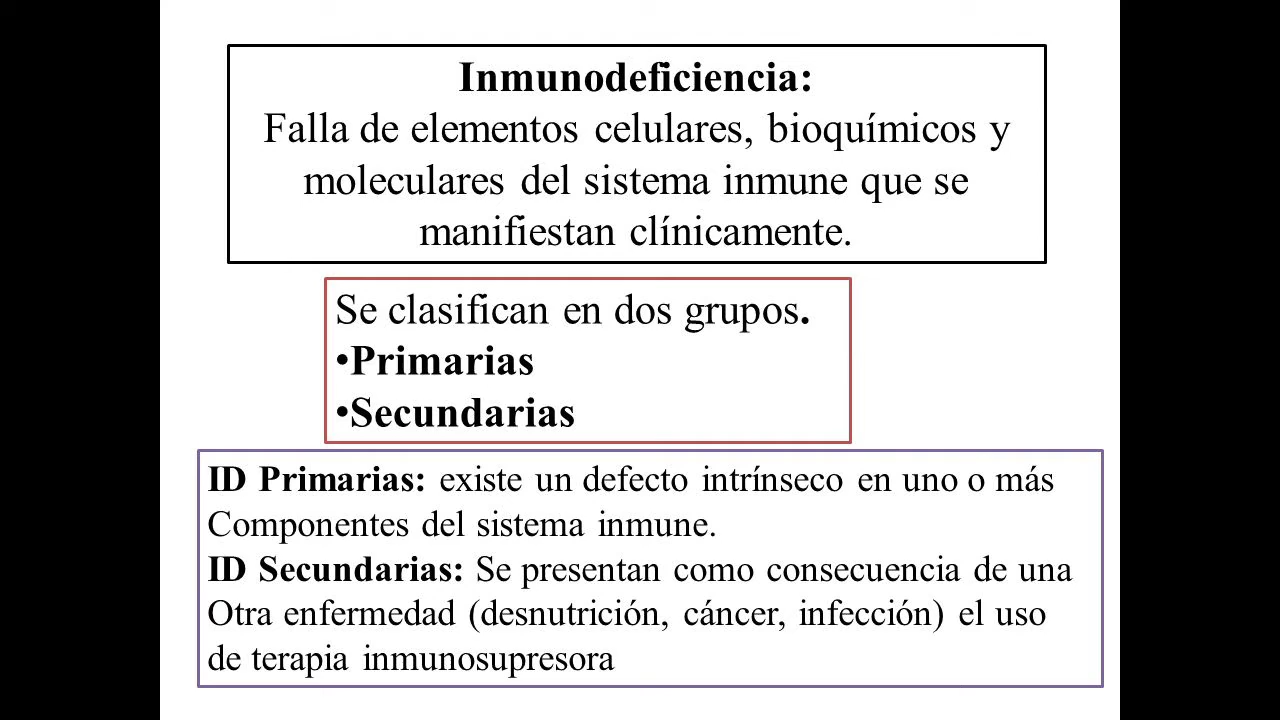 Inmunodeficiencia:
Falla de elementos celulares, bioquímicos y
moleculares del sistema inmune que se
manifiestan clínicamente.
Se clasifican en dos grupos.
•Primarias
•Secundarias
ID Primarias: existe un defecto intrínseco en uno o más
Componentes del sistema inmune.
ID Secundarias: Se presentan como consecuencia de una
Otra enfermedad (desnutrición, cáncer, infección) el uso
de terapia inmunosupresora